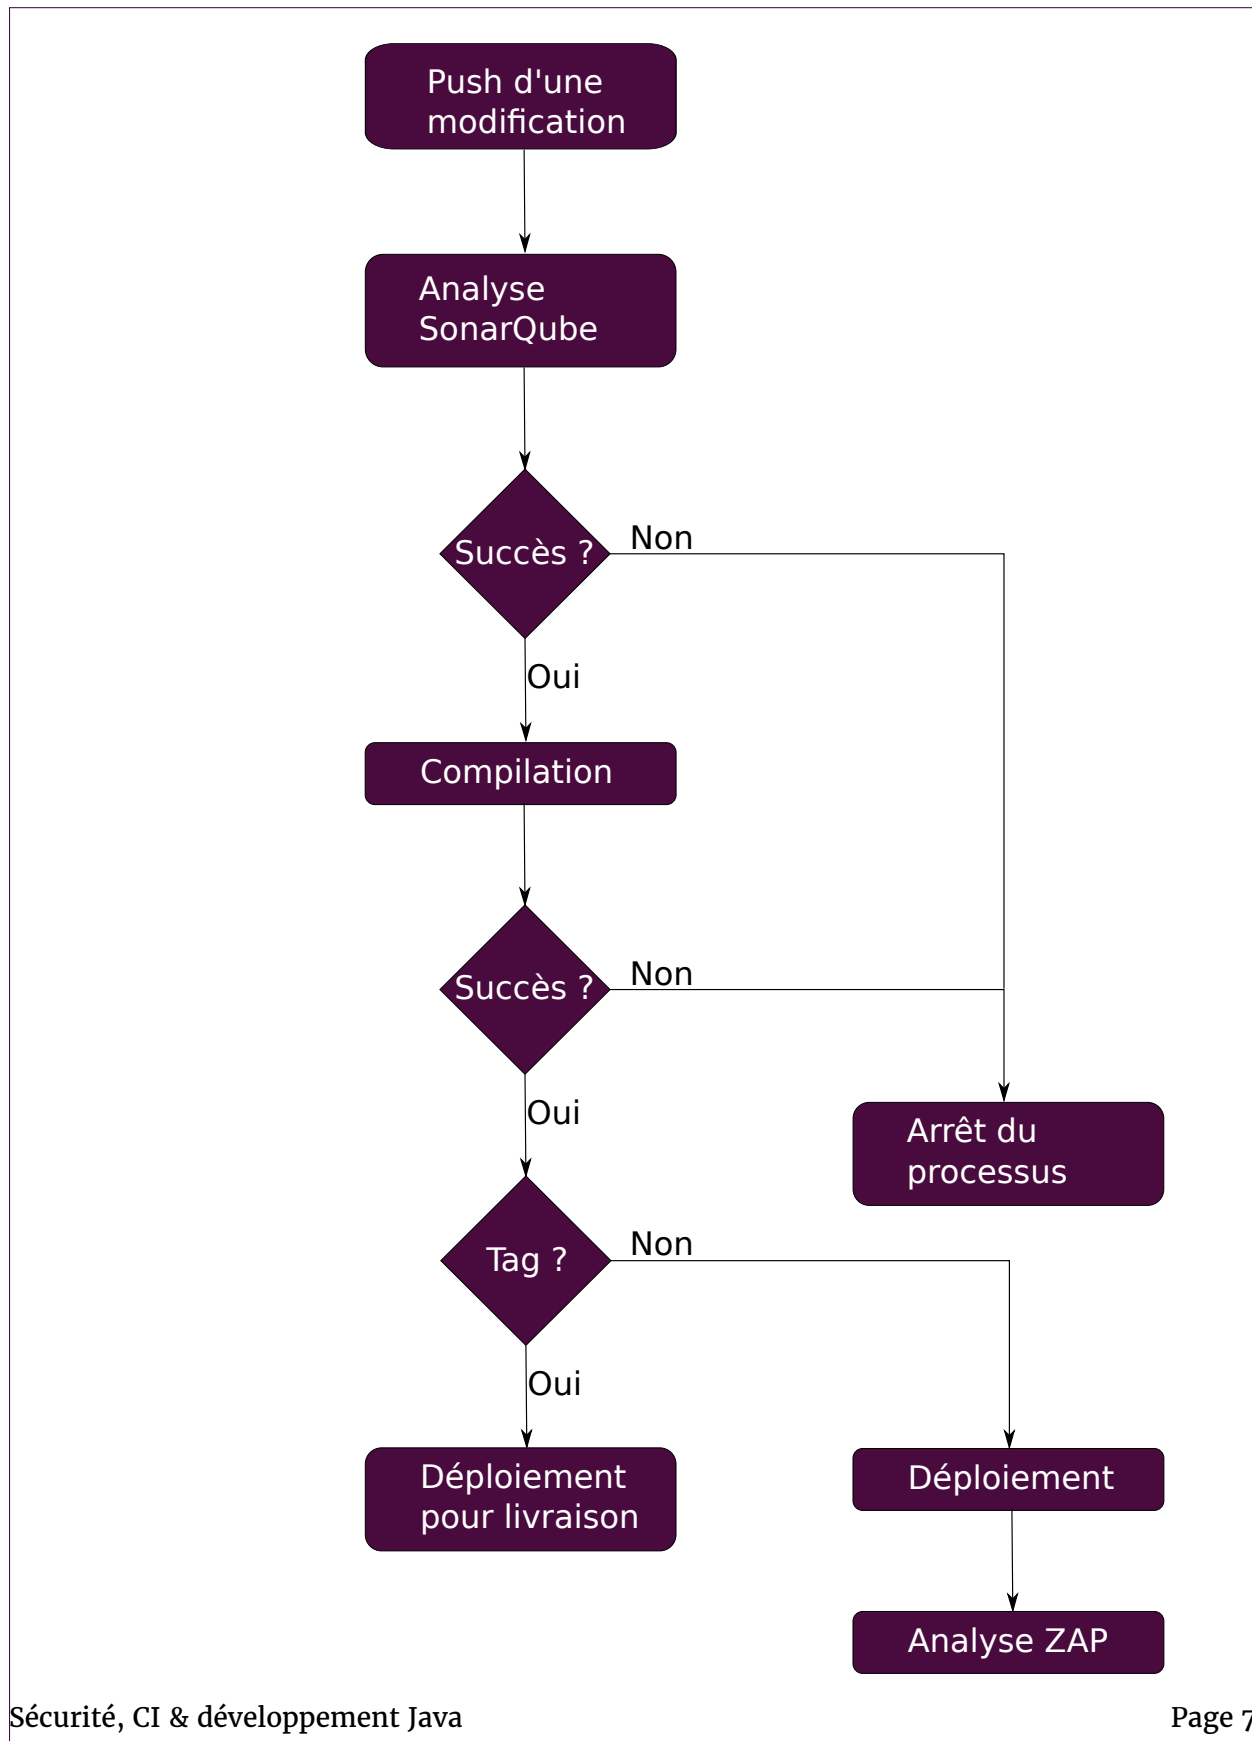 Push d'une
modification
Analyse
SonarQube
Succès ?
Non
Oui
Compilation
Succès ?
Non
Oui
Arrêt du
processus
Tag ?
Non
Oui
Déploiement
pour livraison
Déploiement
Analyse ZAP
Sécurité, CI & développement Java
Page 7